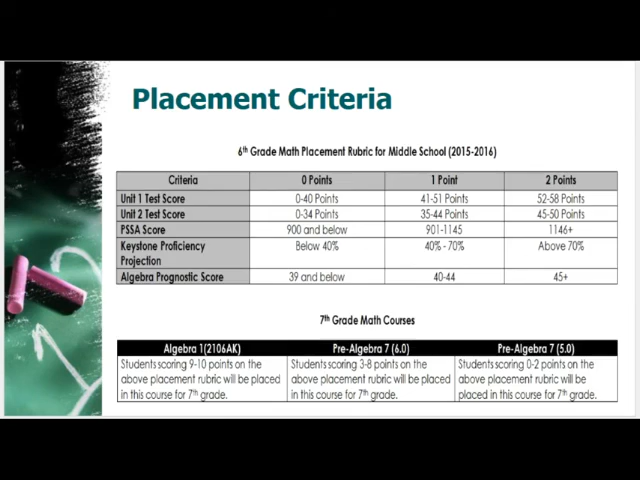 Placement Criteria
6th Grade Math Placement Rubric for Middle School (2015-2016)
Criteria 0 Points 1 Point 2 Points
Unit 1 Test Score 0-40 Points 41-51 Points 52-58 Points
Unit 2 Test Score 0-34 Points 35-44 Points 45-50 Points
PSSA Score 900 and below 901-1145 1146+
Keystone Proficiency Below 40% 40% - 70% Above 70%
Projection
Algebra Prognostic Score 39 and below 40-44 45+
7th Grade Math Courses
Algebra 1(2106AK) Pre-Algebra 7 (6.0) Pre-Algebra 7 (5.0)
Students scoring 9-10 points on the Students scoring 3-8 points on the Students scoring 0-2 points on the
above placement rubric will be placed above placement rubric will be placed above placement rubric will be
in this course for 7th grade. in this course for 7th grade. placed in this course for 7th grade.